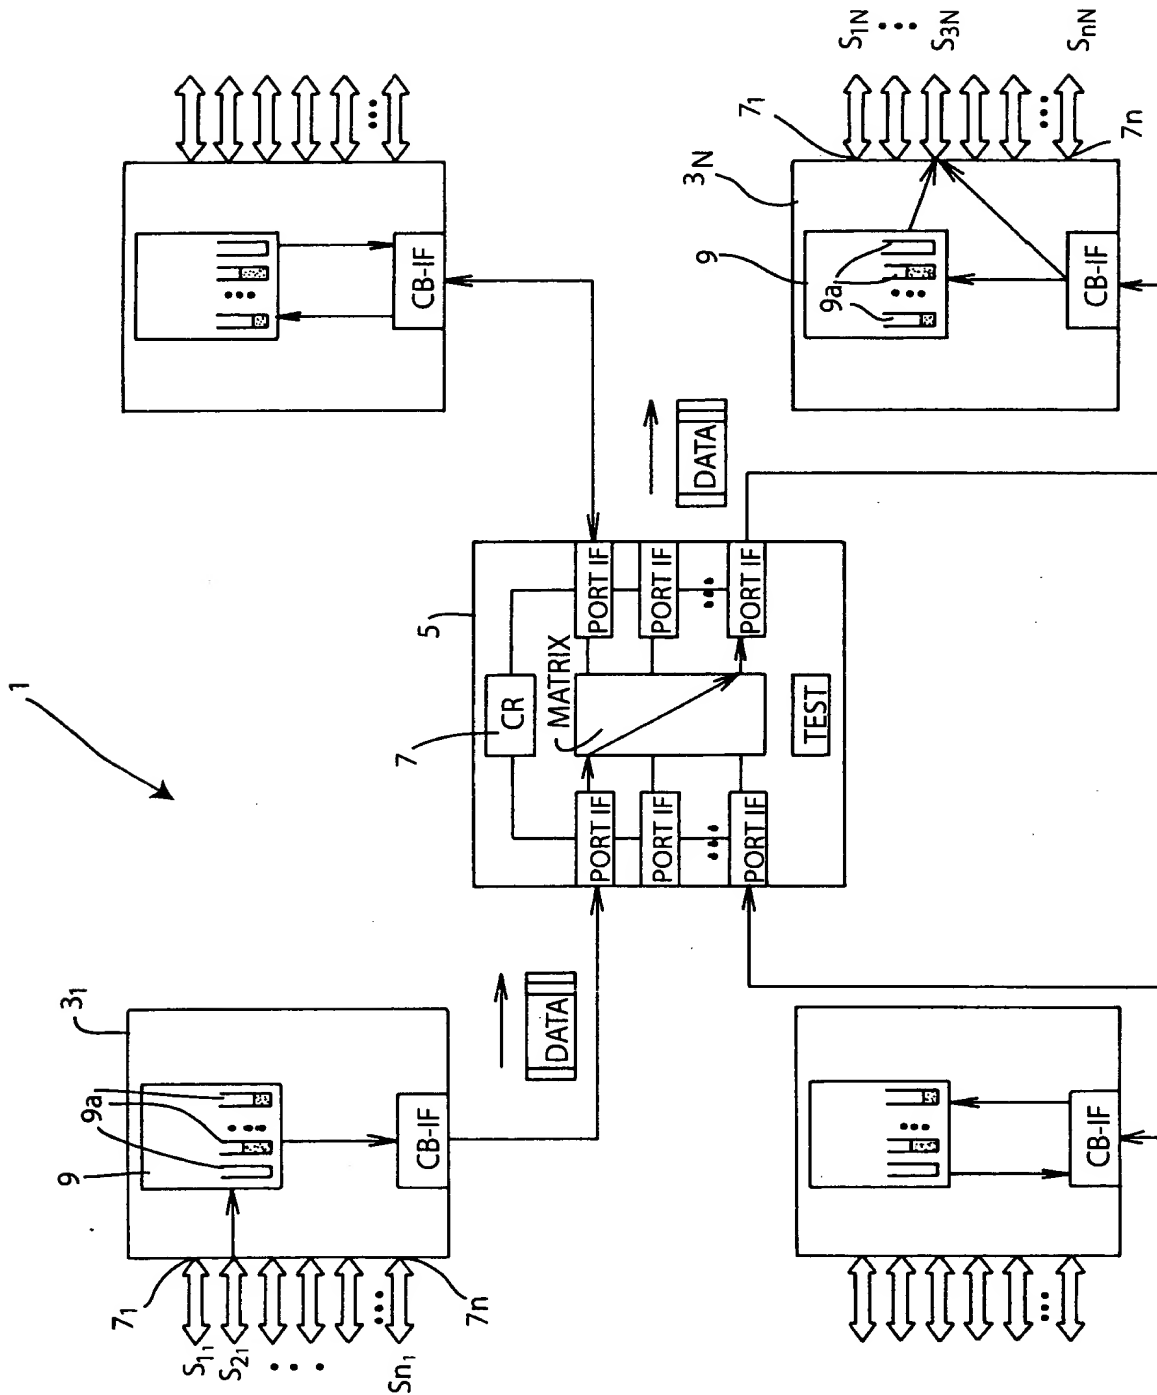 1
S11
S21
Sn1
71
7n
9
9a
31
CB-IF
DATA
CB-IF
5
7
CR
MATRIX
PORT IF
PORT IF
PORT IF
PORT IF
PORT IF
PORT IF
TEST
DATA
CB-IF
CB-IF
9
9a
3N
CB-IF
71
7n
S1N
S3N
SnN